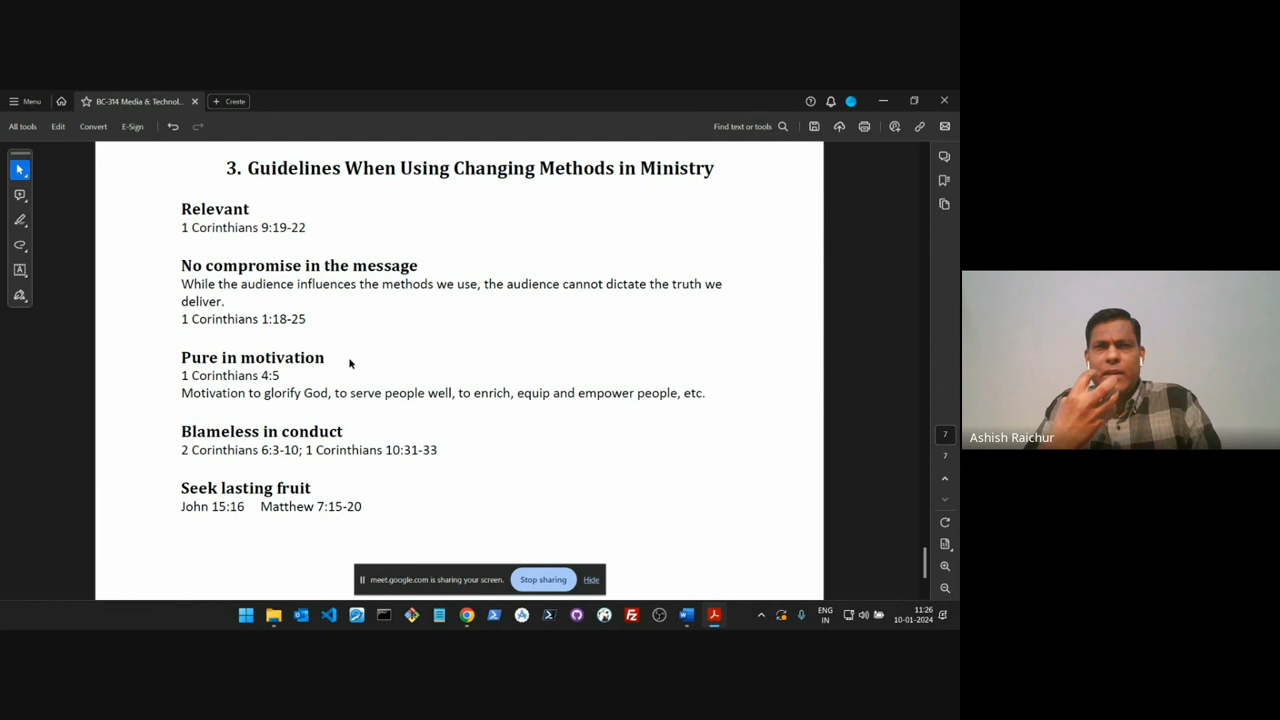 Menu
BC-314 Media & Technol...
Create
All tools
Edit
Convert
E-Sign
Find text or tools
3. Guidelines When Using Changing Methods in Ministry
Relevant
1 Corinthians 9:19-22
No compromise in the message
While the audience influences the methods we use, the audience cannot dictate the truth we
deliver.
1 Corinthians 1:18-25
Pure in motivation
1 Corinthians 4:5
Motivation to glorify God, to serve people well, to enrich, equip and empower people, etc.
Blameless in conduct
2 Corinthians 6:3-10; 1 Corinthians 10:31-33
Seek lasting fruit
John 15:16 Matthew 7:15-20
7
7
Ashish Raichur
meet.google.com is sharing your screen.
Stop sharing
Hide
ENG
IN
11:26
10-01-2024